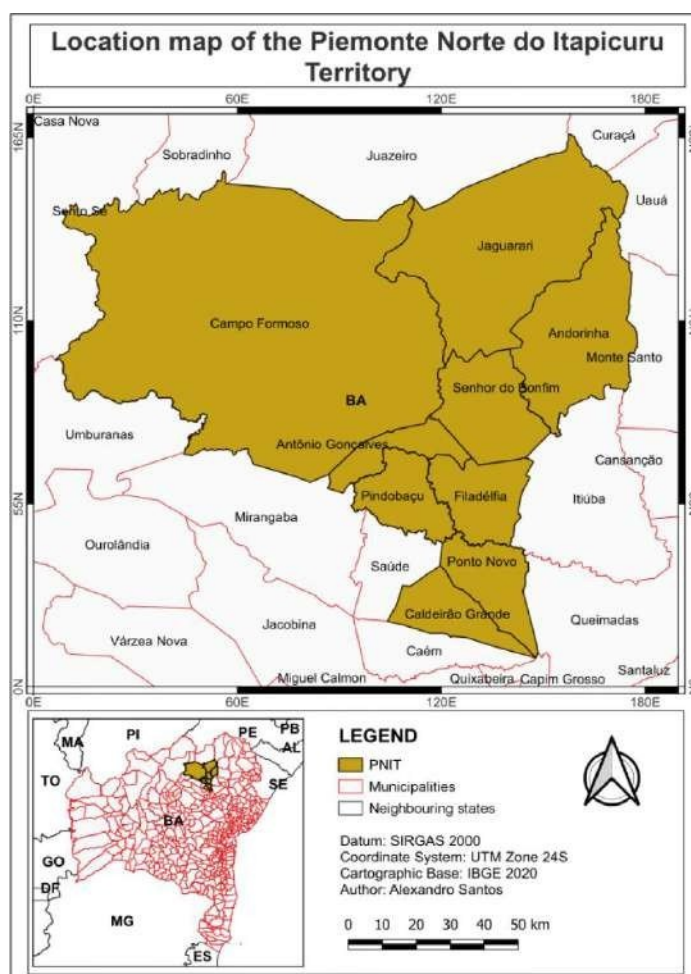 Location map of the Piemonte Norte do Itapicuru
Territory
0E 60E 120E 180E
165N
110N
55N
0N
Casa Nova
Sobradinho
Juazeiro
Curaçá
Sento Sé
Uauá
Jaguarari
Campo Formoso
Andorinha
Monte Santo
Senhor do Bonfim
BA
Umburanas
Antônio Gonçalves
Cansanção
Pindobaçu
Filadélfia
Itiúba
Mirangaba
Ourolândia
Saúde
Ponto Novo
Caldeirão Grande
Queimadas
Jacobina
Várzea Nova
Caém
Santaluz
Miguel Calmon
Quixabeira
Capim Grosso
0E 60E 120E 180E
MA
PI
PE
PB
AL
TO
SE
BA
GO
DF
MG
ES
LEGEND
PNIT
Municipalities
Neighbouring states
Datum: SIRGAS 2000
Coordinate System: UTM Zone 24S
Cartographic Base: IBGE 2020
Author: Alexandro Santos
0 10 20 30 40 50 km